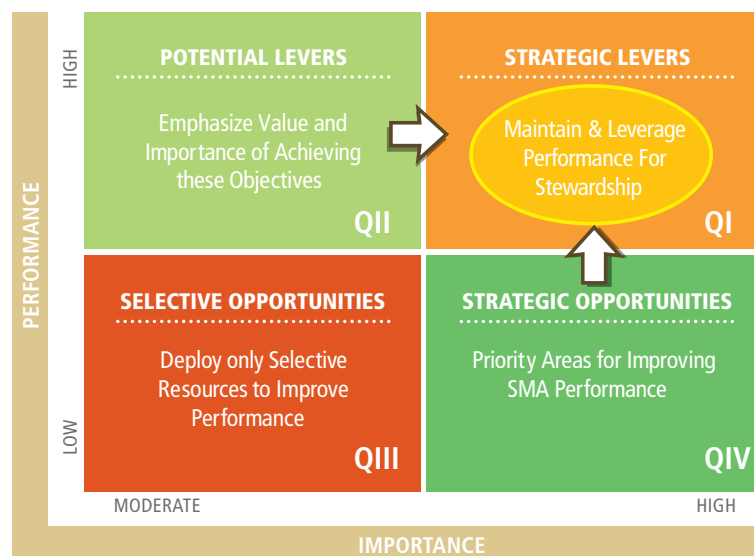 POTENTIAL LEVERS
Emphasize Value and
Importance of Achieving
these Objectives
QII
STRATEGIC LEVERS
Maintain & Leverage
Performance For
Stewardship
QI
SELECTIVE OPPORTUNITIES
Deploy only Selective
Resources to Improve
Performance
QIII
STRATEGIC OPPORTUNITIES
Priority Areas for Improving
SMA Performance
QIV
HIGH
PERFORMANCE
LOW
MODERATE
HIGH
IMPORTANCE